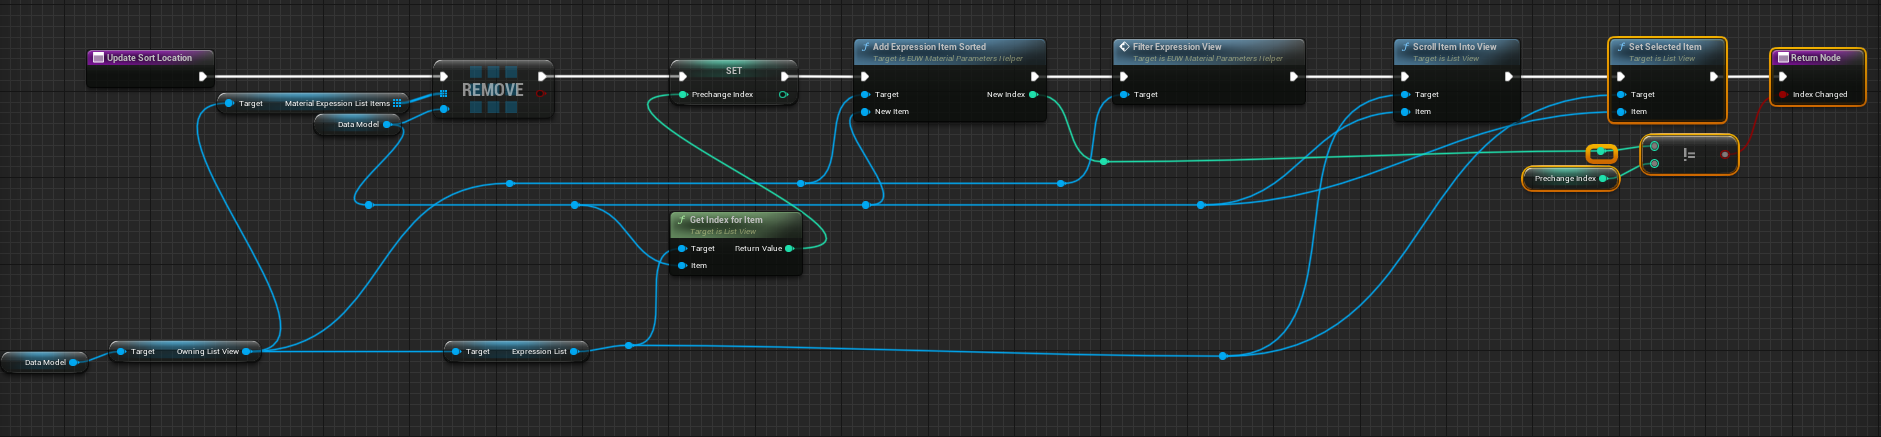 Update Sort Location
Target Material Expession List Items
Data Model
REMOVE
SET
Prechange Index
Add Expression Item Sorted
Target is EUW Material Parameters Helper
Target New Index
New Item
Filter Expression View
Target is EUW Material Parameters Helper
Target
Scroll Item Into View
Target is List View
Target
Item
Set Selected Item
Target is List View
Target
Item
Return Node
Index Changed
!=
Prechange Index
Get Index for Item
Target is List View
Target Return Value
Item
Data Model
Target Owning List View
Target Expression List